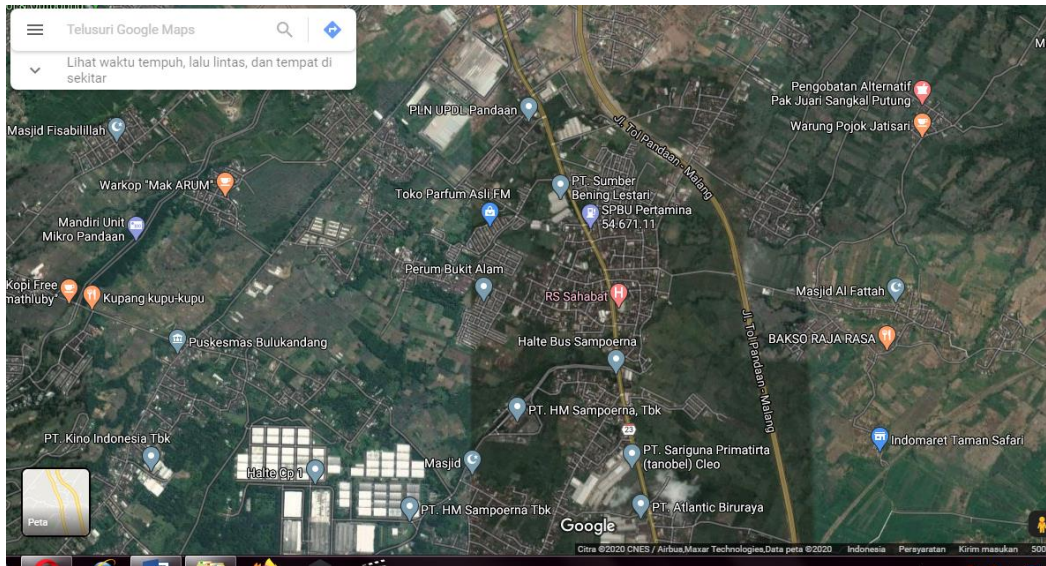 Telusuri Google Maps
Lihat waktu tempuh, lalu lintas, dan tempat di
sekitar
M
PLN UPDL Pandaan
Pengobatan Alternatif
Pak Juari Sangkal Putung
Masjid Fisabilillah
Jl. Tol Pandaan - Malang
Warung Pojok Jatisari
Warkop "Mak ARUM"
Toko Parfum Asli FM
PT. Sumber
Bening Lestari
SPBU Pertamina
54.671.11
Mandiri Unit
Mikro Pandaan
Perum Bukit Alam
Kopi Free
mathluby"
Kupang kupu-kupu
RS Sahabat
H
Masjid Al Fattah
Puskesmas Bulukandang
Halte Bus Sampoerna
Jl. Tol Pandaan - Malang
BAKSO RAJA RASA
PT. HM Sampoerna, Tbk
23
PT. Kino Indonesia Tbk
Indomaret Taman Safari
Halte Cp 1
Masjid
PT. Sariguna Primatirta
(tanobel) Cleo
PT. HM Sampoerna Tbk
PT. Atlantic Biruraya
Peta
Google
Citra ©2020 CNES / Airbus,Maxar Technologies,Data peta ©2020 Indonesia Persyaratan Kirim masukan 500